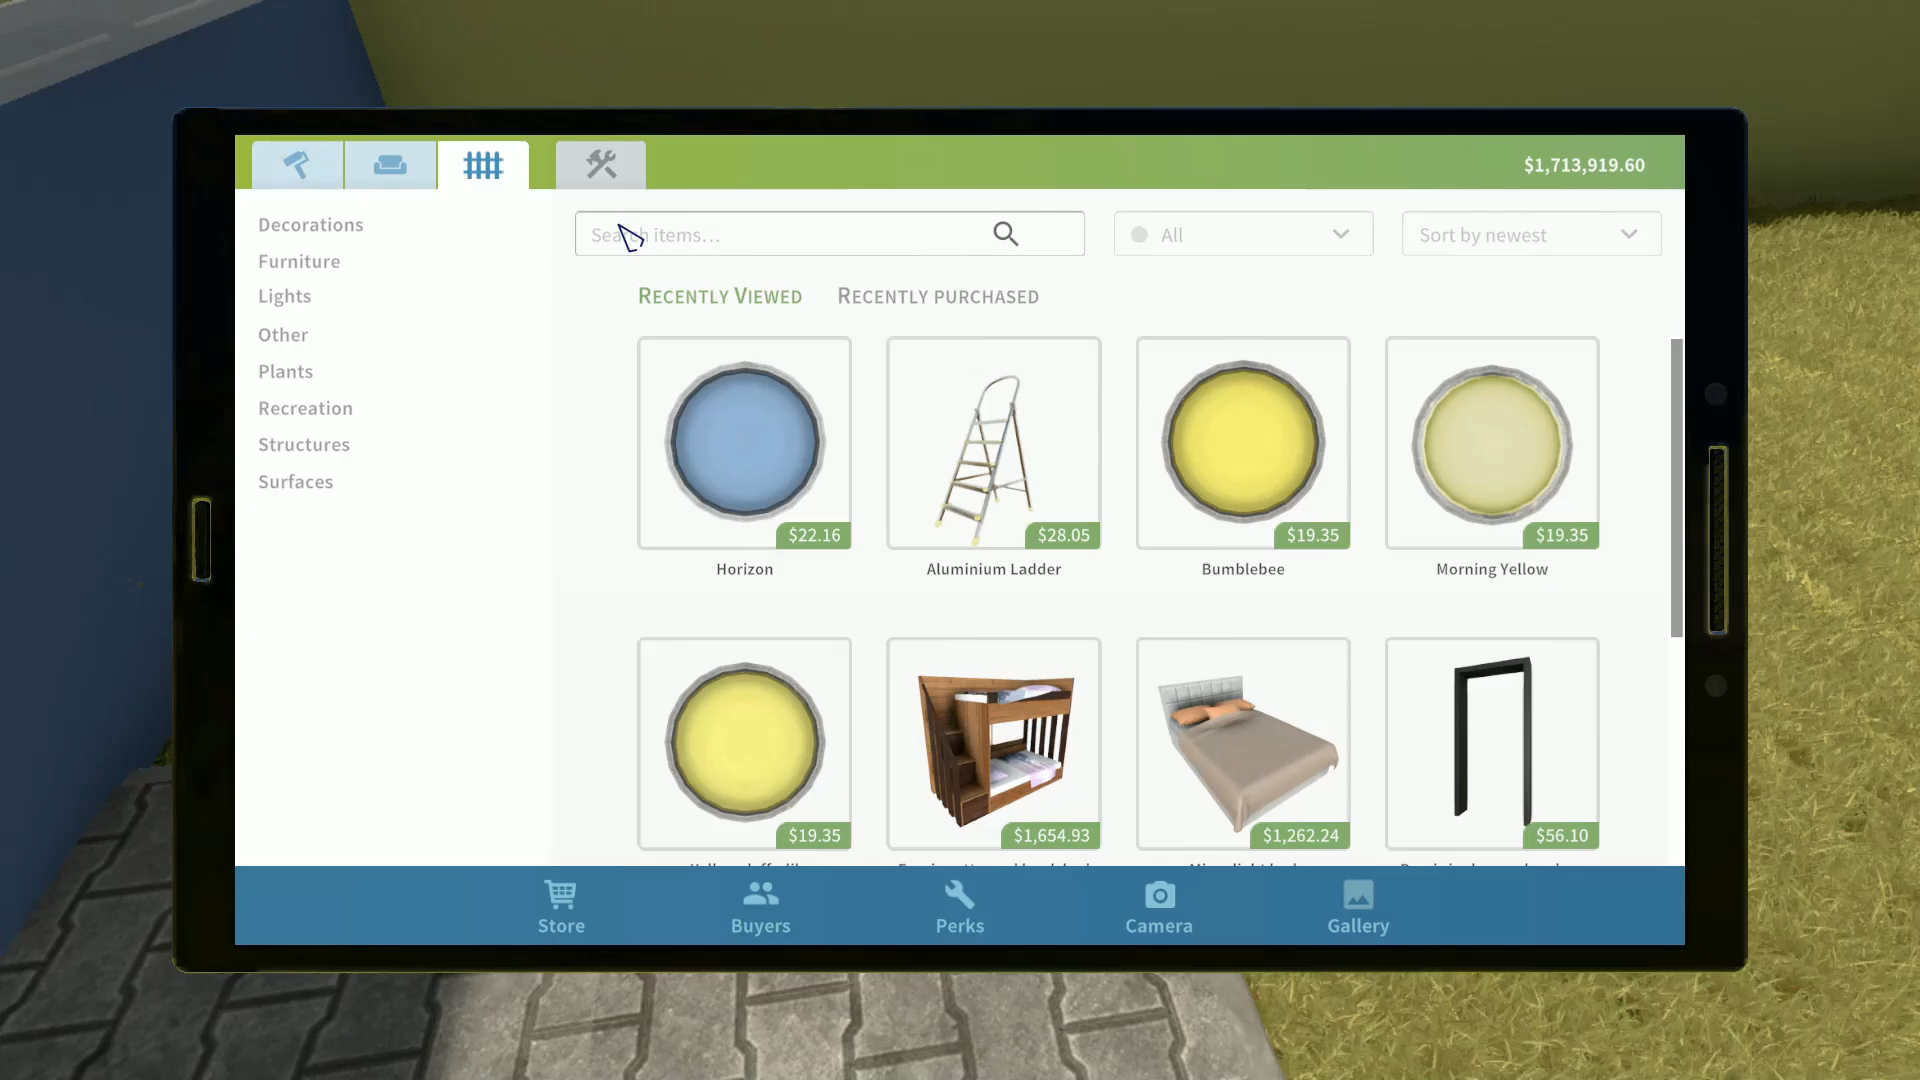 $1,713,919.60
Decorations
Furniture
Lights
Other
Plants
Recreation
Structures
Surfaces
Search items...
All
Sort by newest
RECENTLY VIEWED
RECENTLY PURCHASED
$22.16
$28.05
$19.35
$19.35
Horizon
Aluminium Ladder
Bumblebee
Morning Yellow
$19.35
$1,654.93
$1,262.24
$56.10
Store
Buyers
Perks
Camera
Gallery